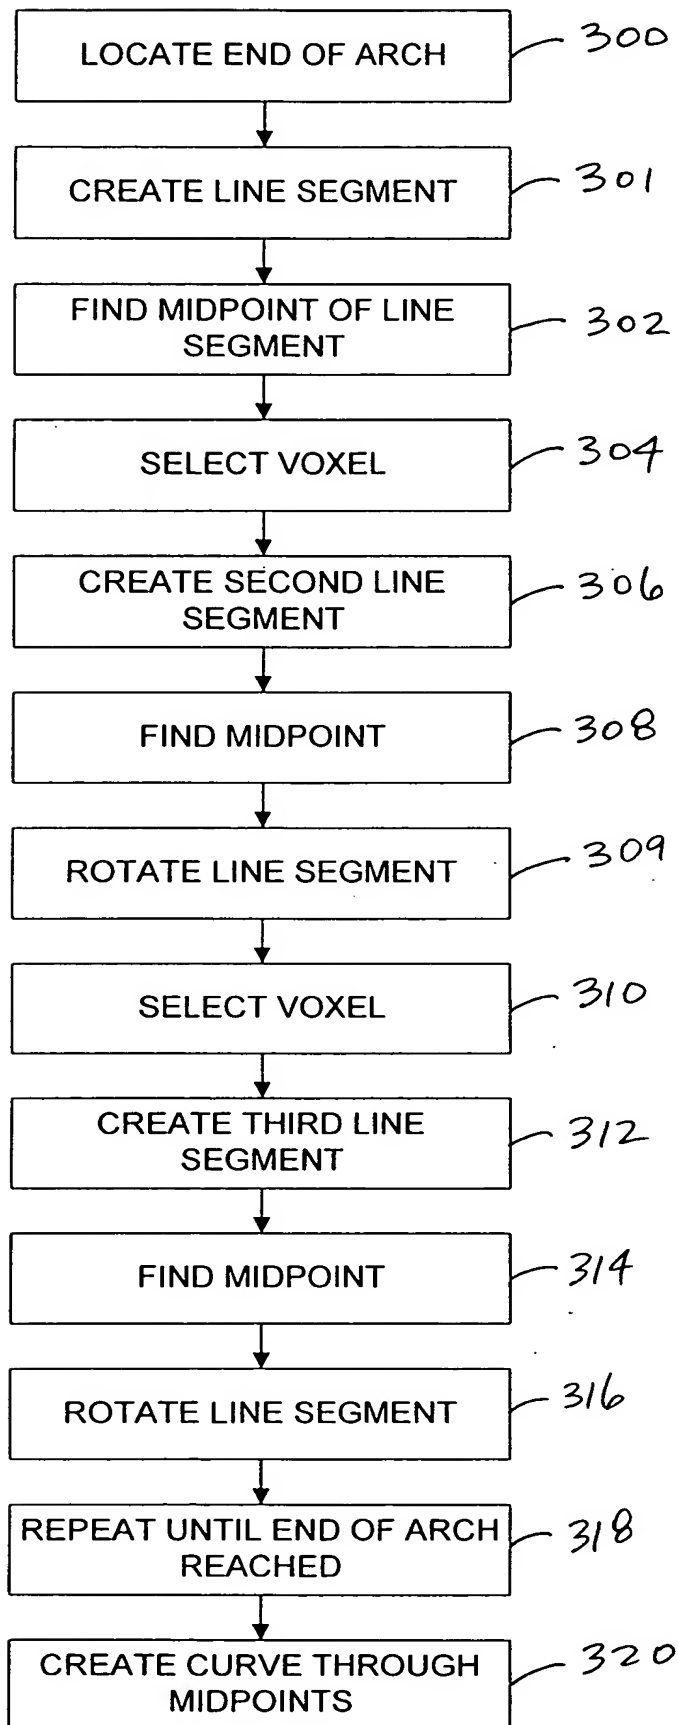 LOCATE END OF ARCH
300
CREATE LINE SEGMENT
301
FIND MIDPOINT OF LINE
SEGMENT
302
SELECT VOXEL
304
CREATE SECOND LINE
SEGMENT
306
FIND MIDPOINT
308
ROTATE LINE SEGMENT
309
SELECT VOXEL
310
CREATE THIRD LINE
SEGMENT
312
FIND MIDPOINT
314
ROTATE LINE SEGMENT
316
REPEAT UNTIL END OF ARCH
REACHED
318
CREATE CURVE THROUGH
MIDPOINTS
320